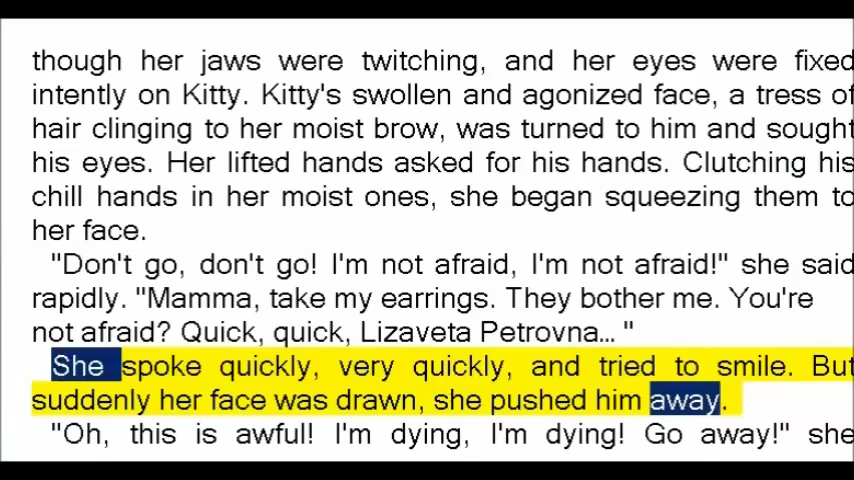 though her jaws were twitching, and her eyes were fixed
intently on Kitty. Kitty's swollen and agonized face, a tress of
hair clinging to her moist brow, was turned to him and sought
his eyes. Her lifted hands asked for his hands. Clutching his
chill hands in her moist ones, she began squeezing them to
her face.
"Don't go, don't go! I'm not afraid, I'm not afraid!" she said
rapidly. "Mamma, take my earrings. They bother me. You're
not afraid? Quick, quick, Lizaveta Petrovna... "
She spoke quickly, very quickly, and tried to smile. But
suddenly her face was drawn, she pushed him away.
"Oh, this is awful! I'm dying, I'm dying! Go away!" she